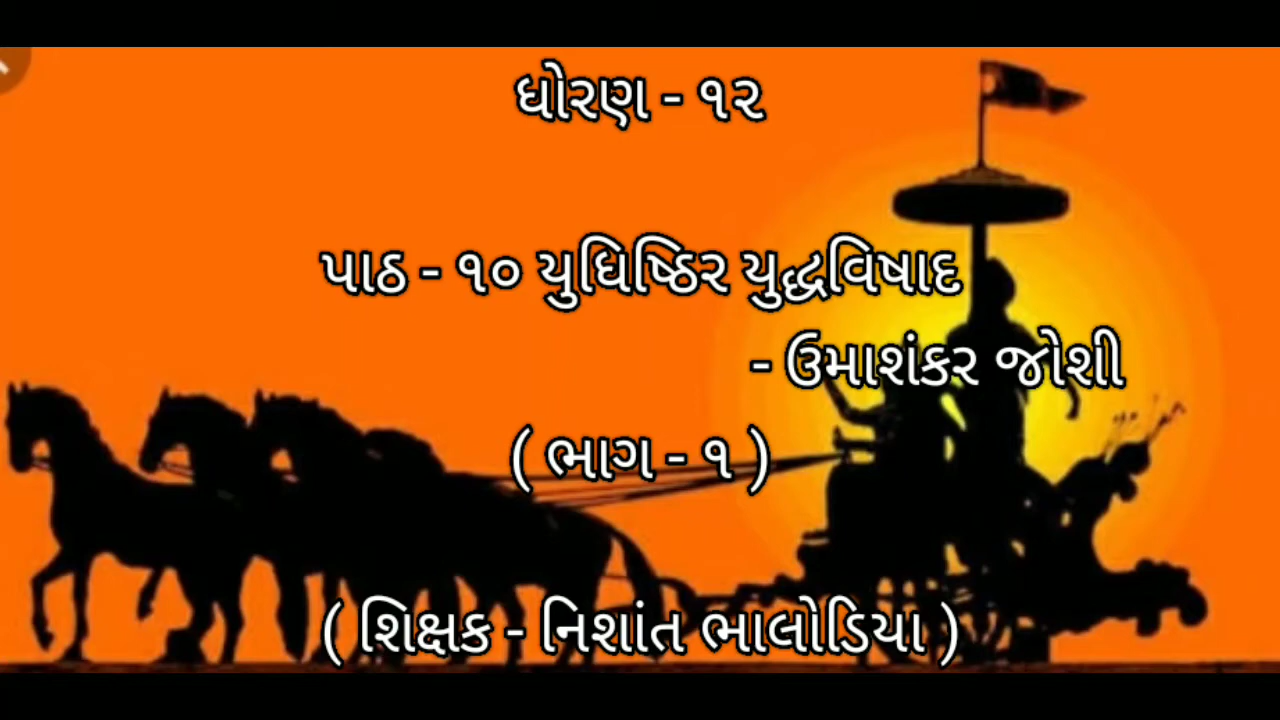 ધોરણ - ૧૨
પાઠ - ૧૦ યુધિષ્ઠિર યુદ્ધવિષાદ
- ઉમાશંકર જોશી
( ભાગ - ૧ )
( શિક્ષક - નિશાંત ભાલોડિયા )